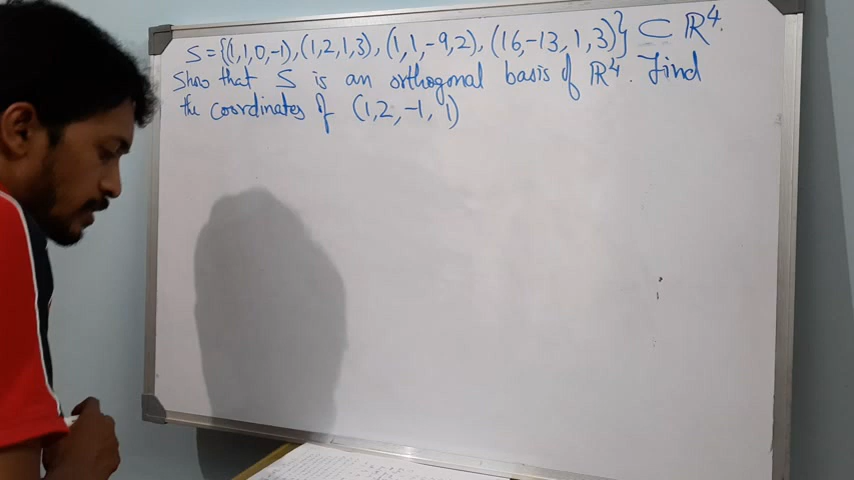 S = {(1,1,0,-1), (1,2,1,3), (1,1,-9,2), (16,-13,1,3)} ⊂ ℝ⁴.
Show that S is an orthogonal basis of ℝ⁴. Find
the coordinates of (1,2,-1,1)